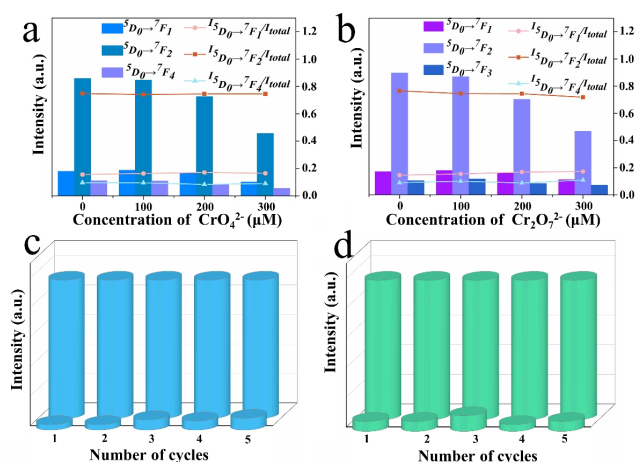 a
⁵D₀→⁷F₁ I⁵D₀→⁷F₁/Itotal
⁵D₀→⁷F₂ I⁵D₀→⁷F₂/Itotal
⁵D₀→⁷F₄ I⁵D₀→⁷F₄/Itotal
Intensity (a.u.)
1.2
1.0
0.8
0.6
0.4
0.2
0.0
0 100 200 300
Concentration of CrO₄²⁻ (μM)
b
⁵D₀→⁷F₁ I⁵D₀→⁷F₁/Itotal
⁵D₀→⁷F₂ I⁵D₀→⁷F₂/Itotal
⁵D₀→⁷F₃ I⁵D₀→⁷F₄/Itotal
Intensity (a.u.)
1.2
1.0
0.8
0.6
0.4
0.2
0.0
0 100 200 300
Concentration of Cr₂O₇²⁻ (μM)
c
Intensity (a.u.)
1 2 3 4 5
Number of cycles
d
Intensity (a.u.)
1 2 3 4 5
Number of cycles